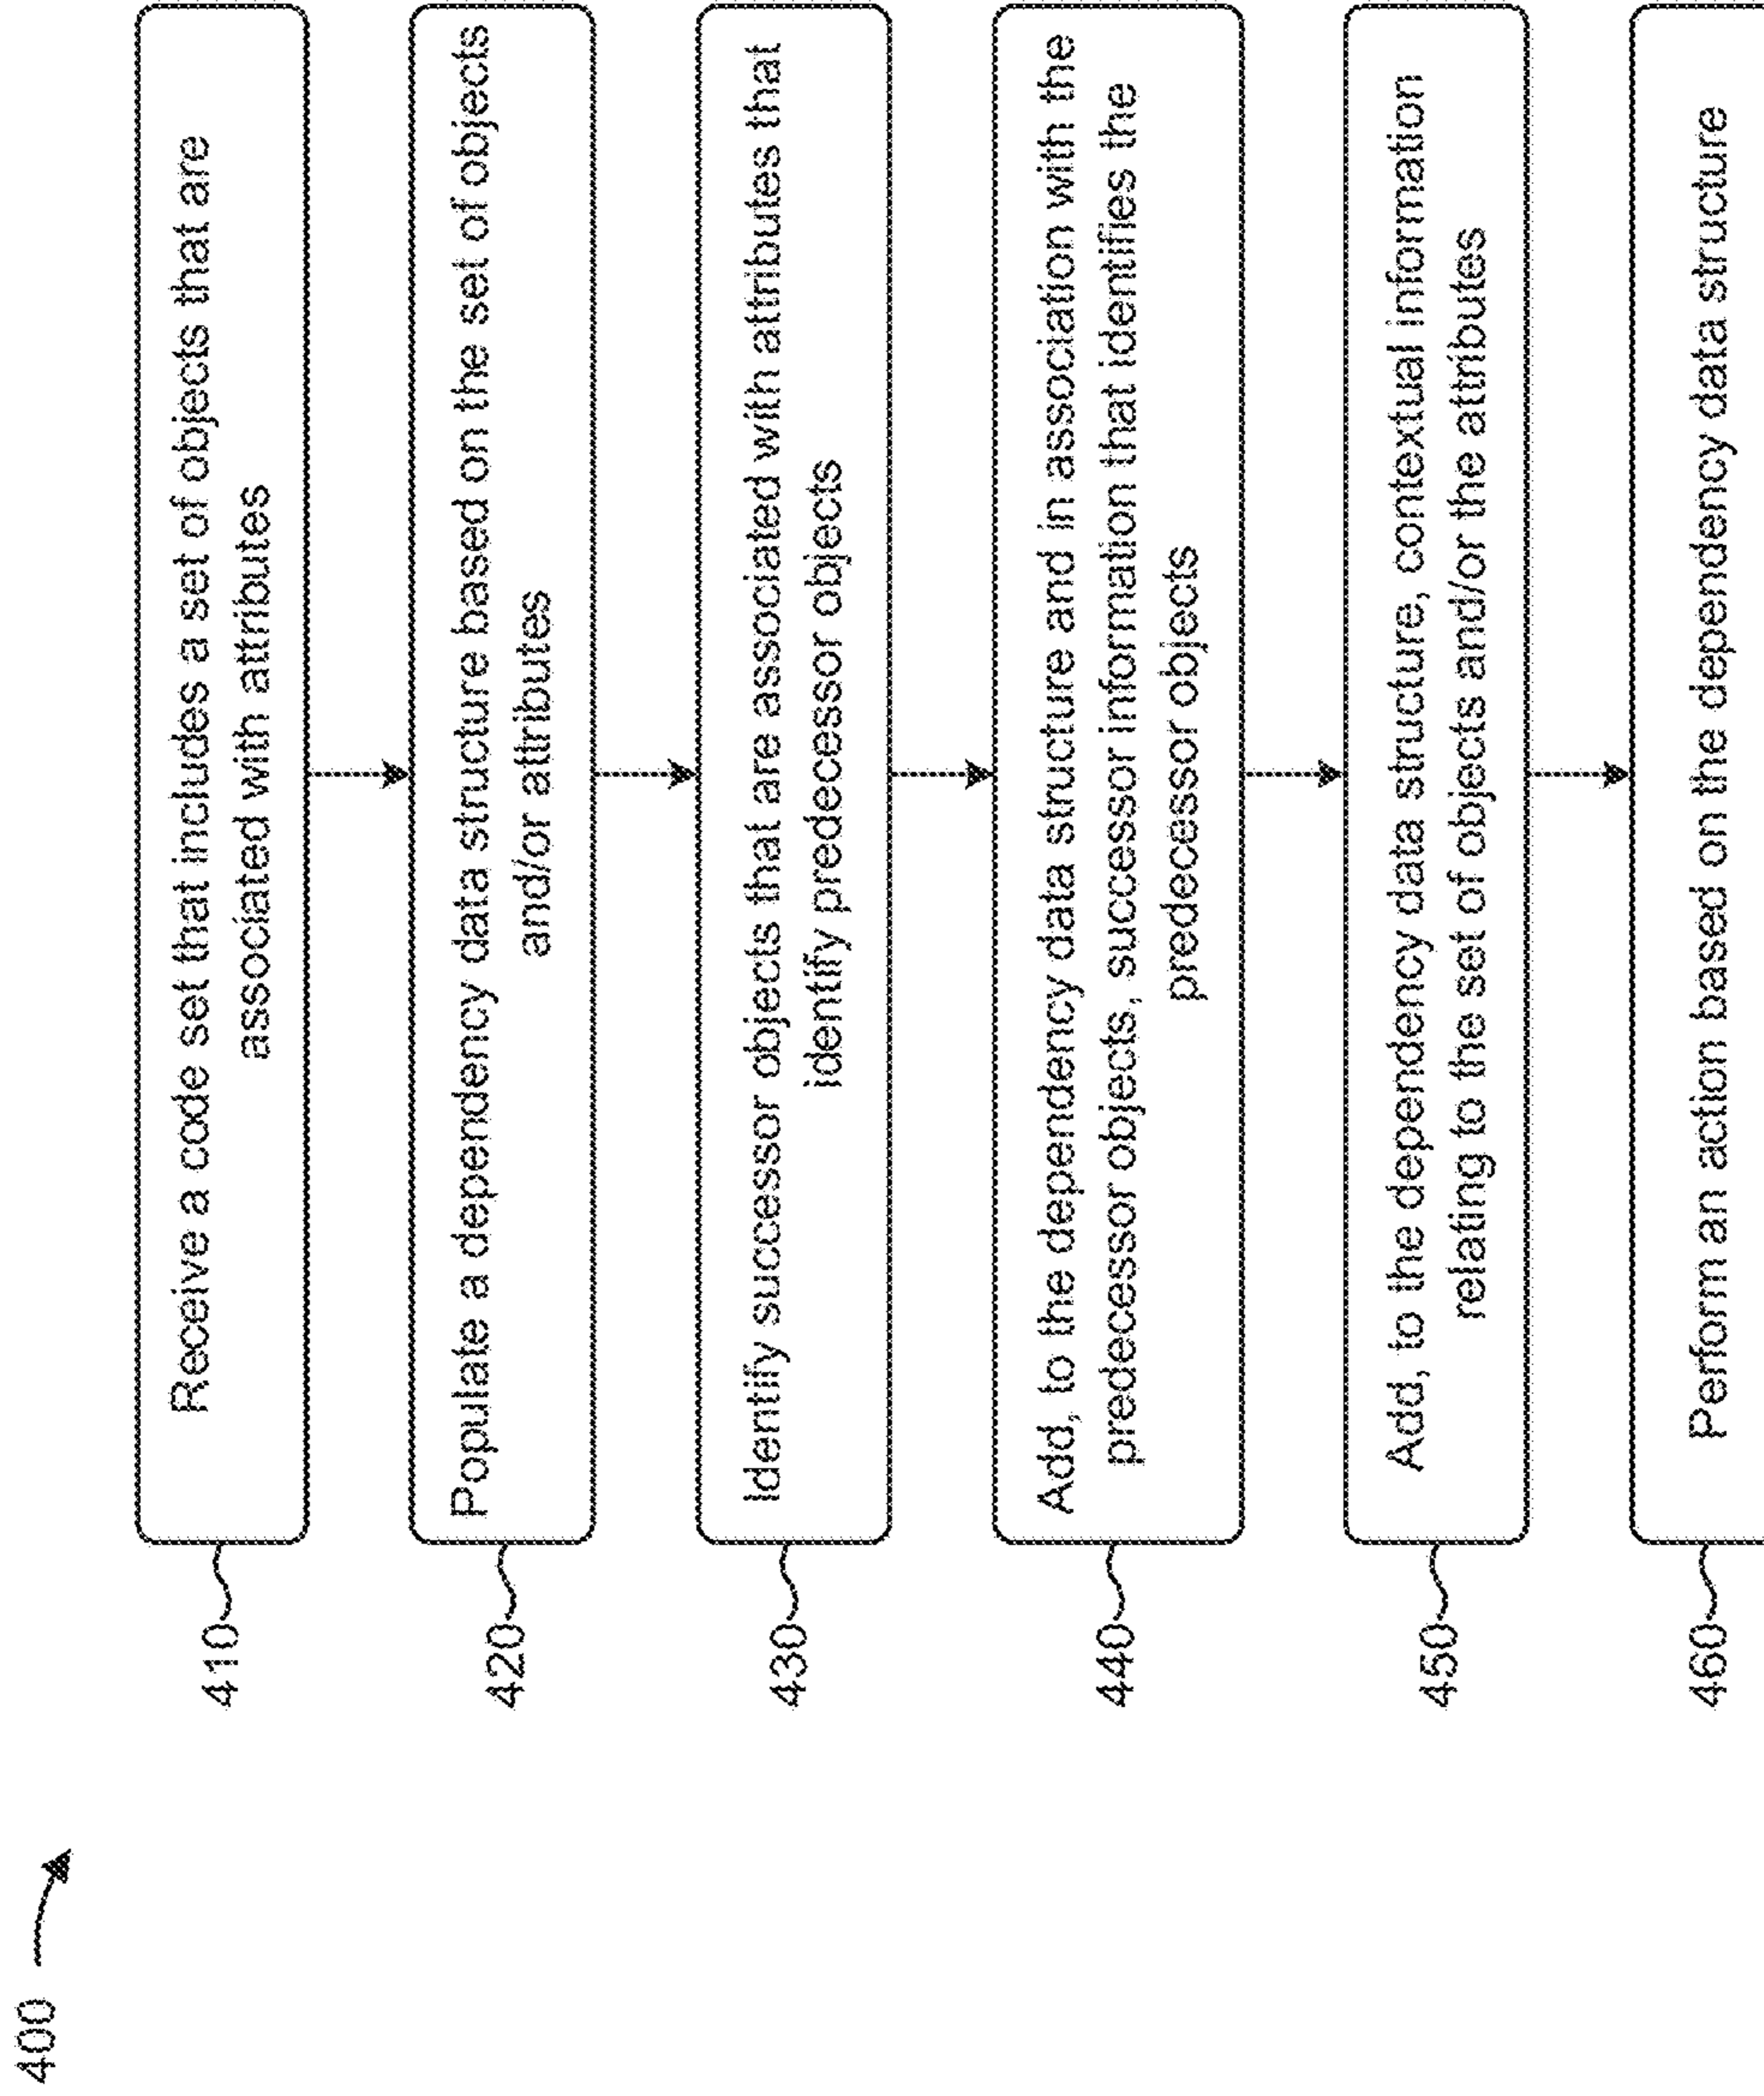 400
410
Receive a code set that includes a set of objects that are
associated with attributes
420
Populate a dependency data structure based on the set of objects
and/or attributes
430
Identify successor objects that are associated with attributes that
identify predecessor objects
440
Add, to the dependency data structure and in association with the
predecessor objects, successor information that identifies the
predecessor objects
450
Add, to the dependency data structure, contextual information
relating to the set of objects and/or the attributes
460
Perform an action based on the dependency data structure